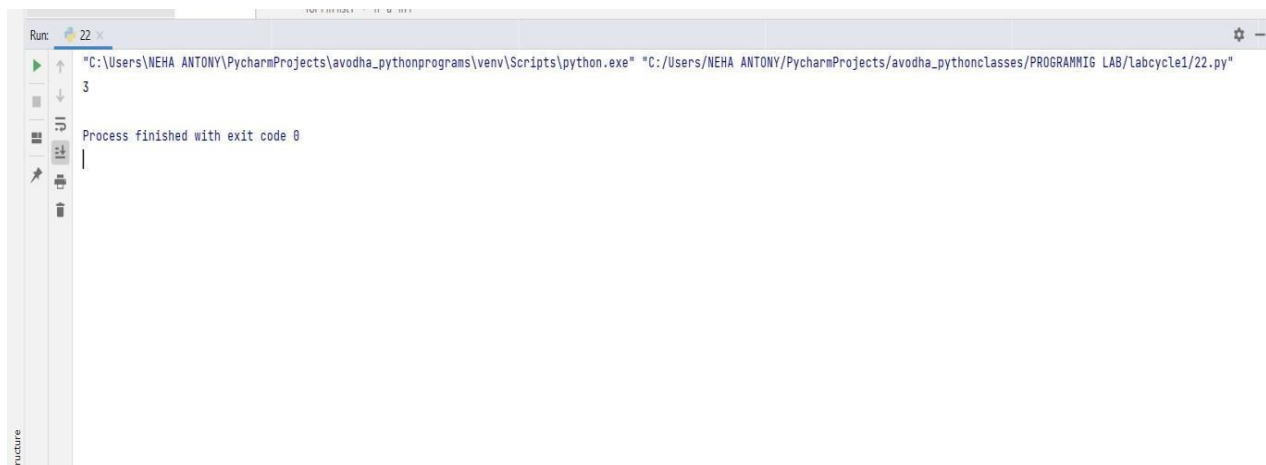 Run: 22
"C:\Users\NEHA ANTONY\PycharmProjects\avodha_pythonprograms\venv\Scripts\python.exe" "C:/Users/NEHA ANTONY/PycharmProjects/avodha_pythonclasses/PROGRAMMIG LAB/labcycle1/22.py"
3
Process finished with exit code 0
ructure